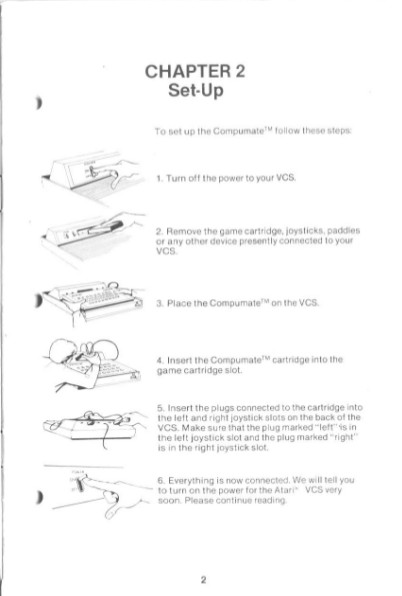 CHAPTER 2
Set-Up
To set up the Compumate™ follow these steps:
1. Turn off the power to your VCS.
2. Remove the game cartridge, joysticks, paddles
or any other device presently connected to your
VCS.
3. Place the Compumate™ on the VCS.
4. Insert the Compumate™ cartridge into the
game cartridge slot.
5. Insert the plugs connected to the cartridge into
the left and right joystick slots on the back of the
VCS. Make sure that the plug marked "left" is in
the left joystick slot and the plug marked "right"
is in the right joystick slot.
6. Everything is now connected. We will tell you
to turn on the power for the Atari® VCS very
soon. Please continue reading.
2